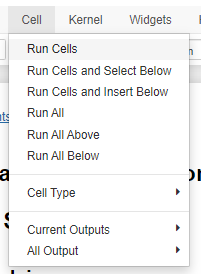 Cell Kernel Widgets
Run Cells
Run Cells and Select Below
Run Cells and Insert Below
Run All
Run All Above
Run All Below
Cell Type
Current Outputs
All Output